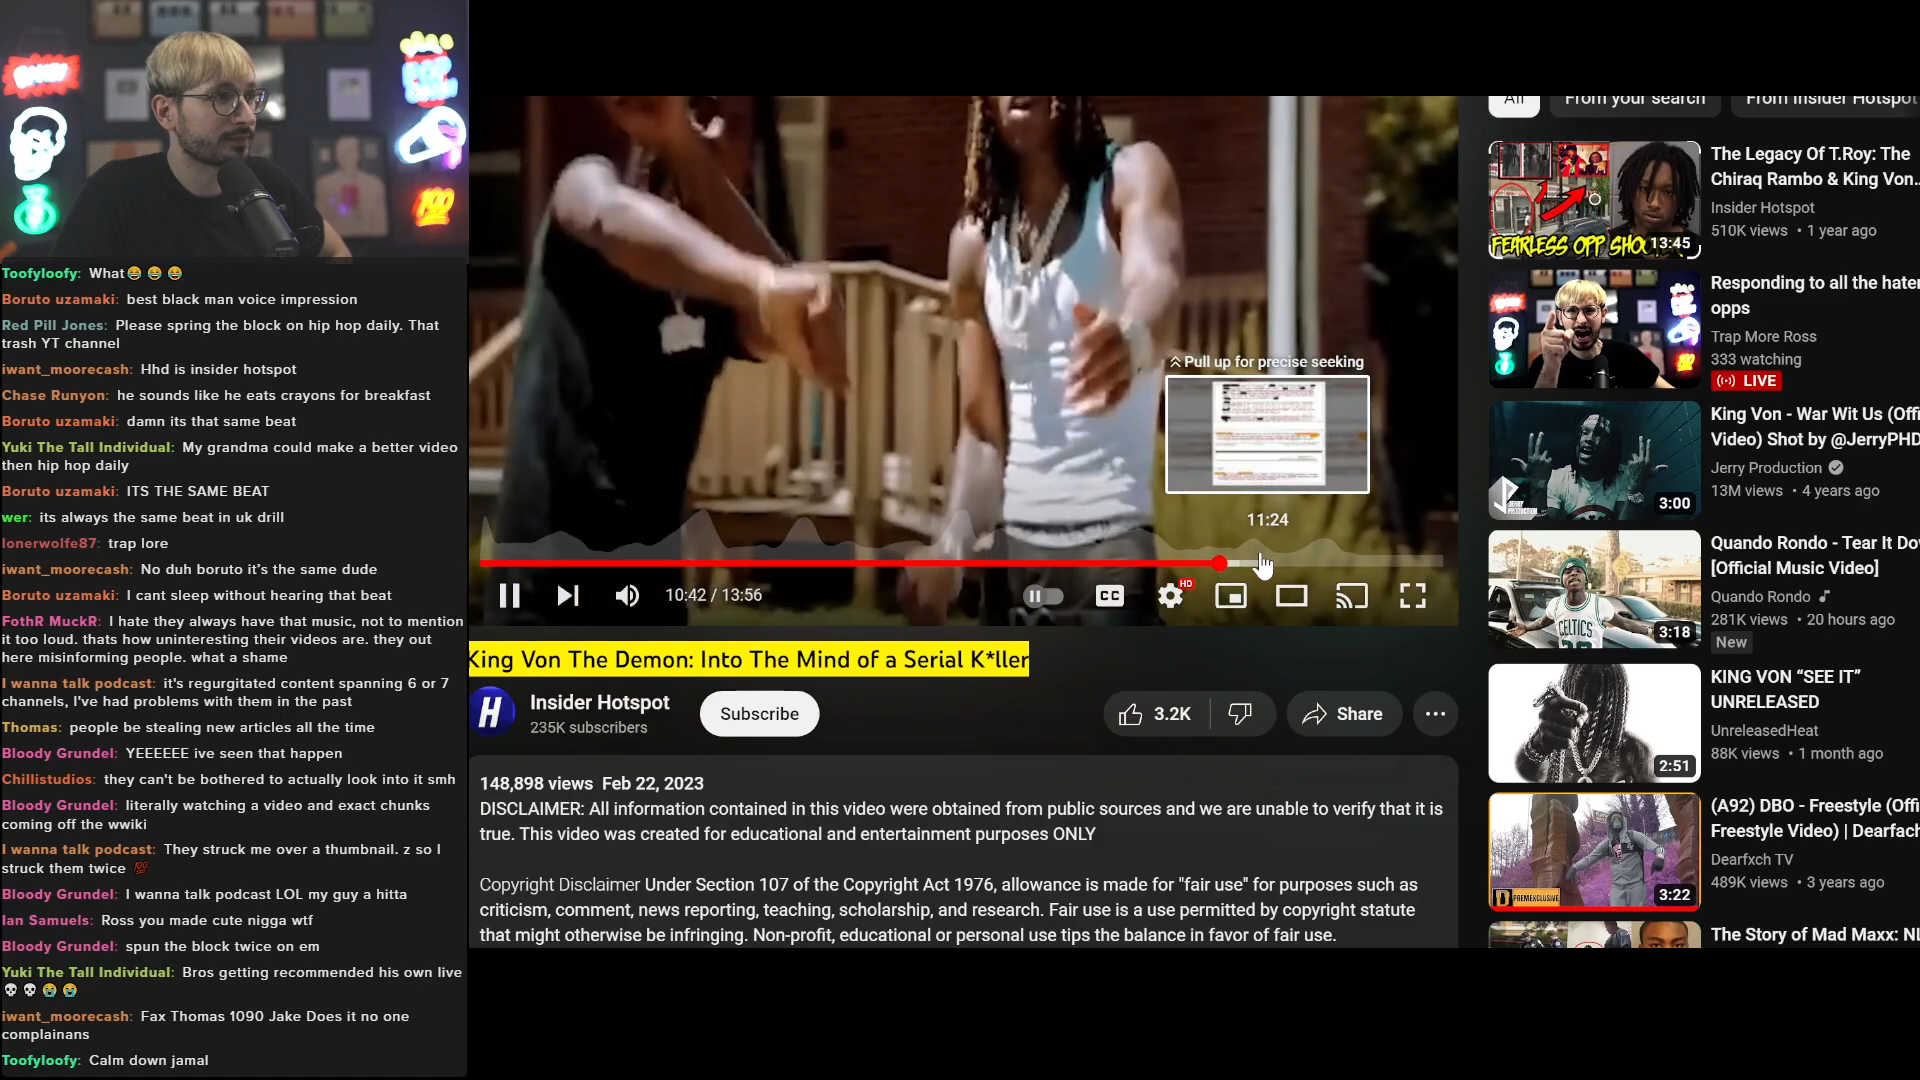 Toofyloofy: What😂 😂 😂
Boruto uzamaki: best black man voice impression
Red Pill Jones: Please spring the block on hip hop daily. That
trash YT channel
iwant_moorecash: Hhd is insider hotspot
Chase Runyon: he sounds like he eats crayons for breakfast
Boruto uzamaki: damn its that same beat
Yuki The Tall Individual: My grandma could make a better video
then hip hop daily
Boruto uzamaki: ITS THE SAME BEAT
wer: its always the same beat in uk drill
lonerwolfe87: trap lore
iwant_moorecash: No duh boruto it's the same dude
Boruto uzamaki: I cant sleep without hearing that beat
FothR MuckR: I hate they always have that music, not to mention
it too loud. thats how uninteresting their videos are. they out
here misinforming people. what a shame
I wanna talk podcast: it's regurgitated content spanning 6 or 7
channels, I've had problems with them in the past
Thomas: people be stealing new articles all the time
Bloody Grundel: YEEEEEE ive seen that happen
Chillistudios: they can't be bothered to actually look into it smh
Bloody Grundel: literally watching a video and exact chunks
coming off the wwiki
I wanna talk podcast: They struck me over a thumbnail. z so I
struck them twice 💯
Bloody Grundel: I wanna talk podcast LOL my guy a hitta
Ian Samuels: Ross you made cute nigga wtf
Bloody Grundel: spun the block twice on em
Yuki The Tall Individual: Bros getting recommended his own live
💀 💀 😭 😭
iwant_moorecash: Fax Thomas 1090 Jake Does it no one
complainans
Toofyloofy: Calm down jamal
Pull up for precise seeking
11:24
10:42 / 13:56
CC
HD
King Von The Demon: Into The Mind of a Serial K*ller
H
Insider Hotspot
235K subscribers
Subscribe
3.2K
Share
148,898 views Feb 22, 2023
DISCLAIMER: All information contained in this video were obtained from public sources and we are unable to verify that it is
true. This video was created for educational and entertainment purposes ONLY
Copyright Disclaimer Under Section 107 of the Copyright Act 1976, allowance is made for "fair use" for purposes such as
criticism, comment, news reporting, teaching, scholarship, and research. Fair use is a use permitted by copyright statute
that might otherwise be infringing. Non-profit, educational or personal use tips the balance in favor of fair use.
All
From your search
From Insider Hotspot
FEARLESS OPP SHO
13:45
The Legacy Of T.Roy: The
Chiraq Rambo & King Von...
Insider Hotspot
510K views • 1 year ago
Responding to all the hater
opps
Trap More Ross
333 watching
LIVE
3:00
King Von - War Wit Us (Offi
Video) Shot by @JerryPHD
Jerry Production
13M views • 4 years ago
CELTICS
3:18
Quando Rondo - Tear It Dov
[Official Music Video]
Quando Rondo
281K views • 20 hours ago
New
2:51
KING VON “SEE IT”
UNRELEASED
UnreleasedHeat
88K views • 1 month ago
PREMEXCLUSIVE
3:22
(A92) DBO - Freestyle (Offi
Freestyle Video) | Dearfach
Dearfxch TV
489K views • 3 years ago
The Story of Mad Maxx: NL